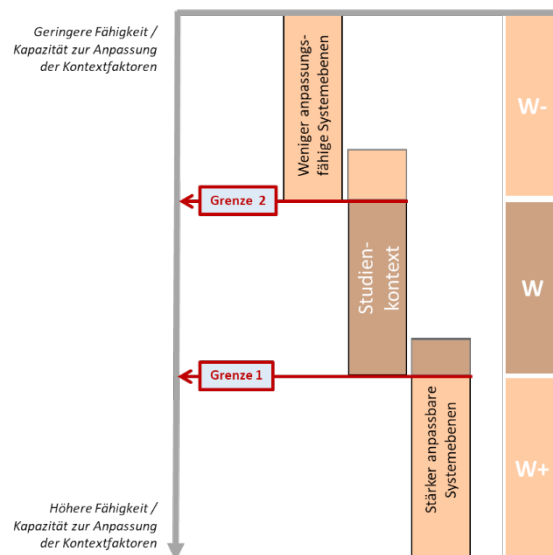 Geringere Fähigkeit /
Kapazität zur Anpassung
der Kontextfaktoren
Weniger anpassungs-
fähige Systemebenen
W-
Grenze 2
Studien-
kontext
W
Grenze 1
Stärker anpassbare
Systemebenen
W+
Höhere Fähigkeit /
Kapazität zur Anpassung
der Kontextfaktoren